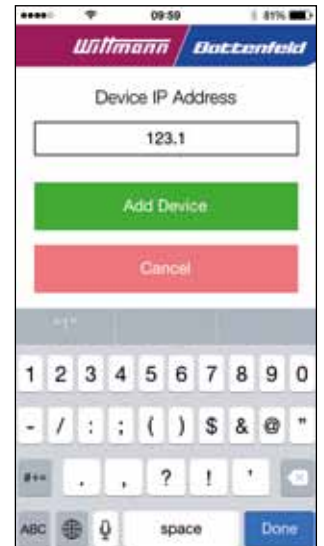 09:59 81%
Wittmann Battenfeld
Device IP Address
123.1
Add Device
Cancel
"1"
1 2 3 4 5 6 7 8 9 0
- / : ; ( ) $ & @ "
#+= . , ? ! '
ABC space Done